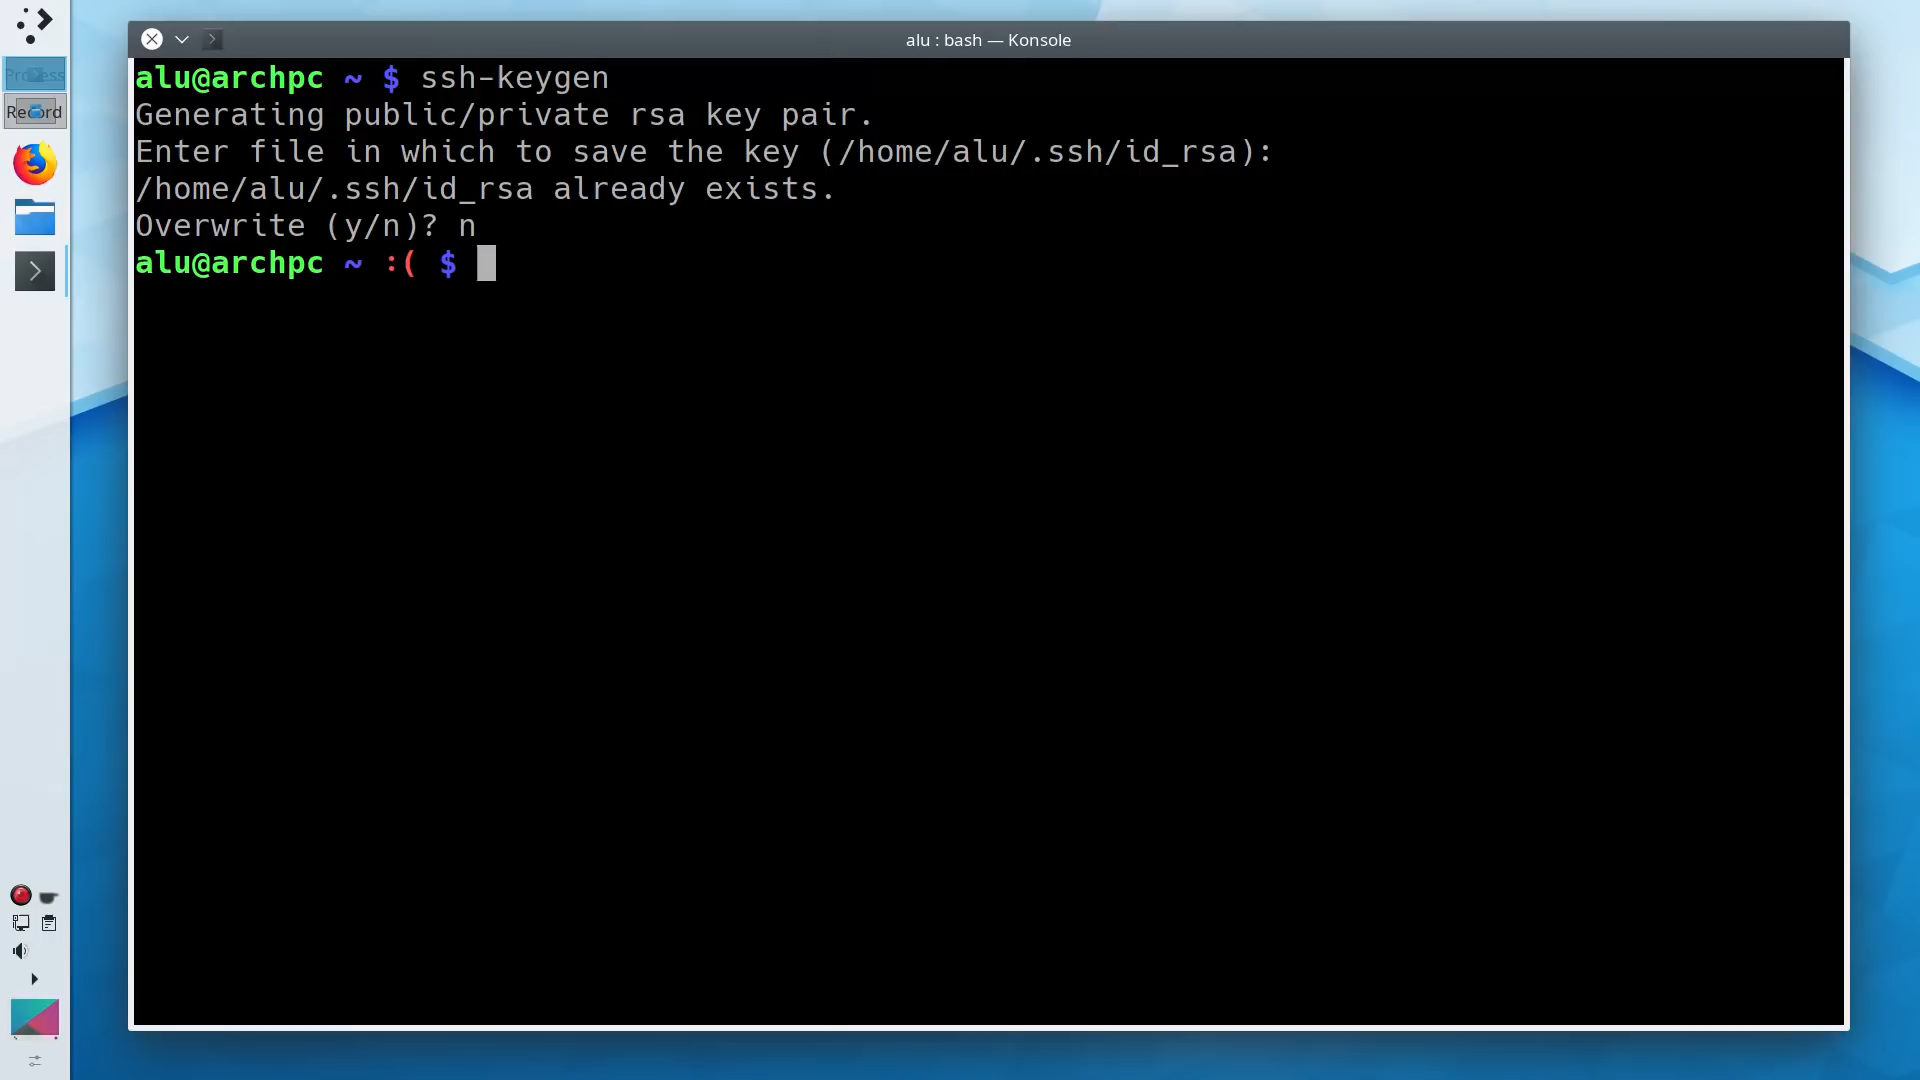 alu : bash — Konsole
Process
Record
alu@archpc ~ $ ssh-keygen
Generating public/private rsa key pair.
Enter file in which to save the key (/home/alu/.ssh/id_rsa):
/home/alu/.ssh/id_rsa already exists.
Overwrite (y/n)? n
alu@archpc ~ :( $